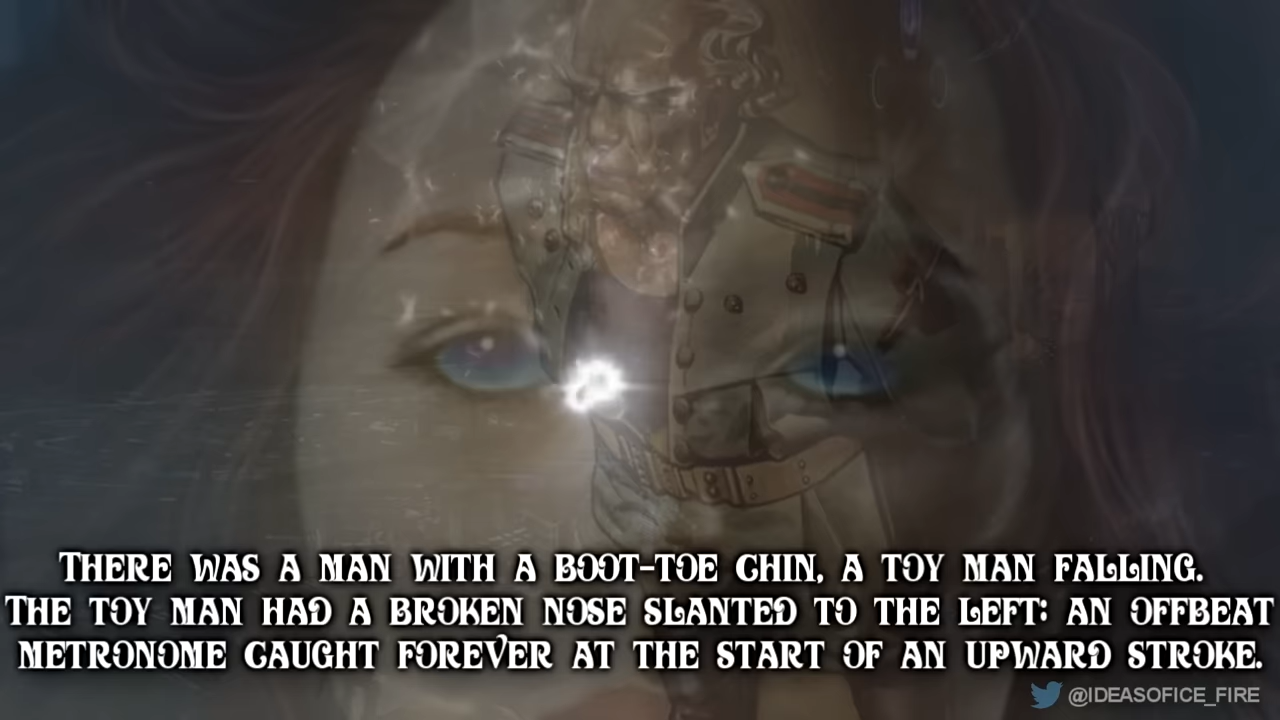 THERE WAS A MAN WITH A BOOT-TOE CHIN, A TOY MAN FALLING.
THE TOY MAN HAD A BROKEN NOSE SLANTED TO THE LEFT: AN OFFBEAT
METRONOME CAUGHT FOREVER AT THE START OF AN UPWARD STROKE.
@IDEASOFICE_FIRE